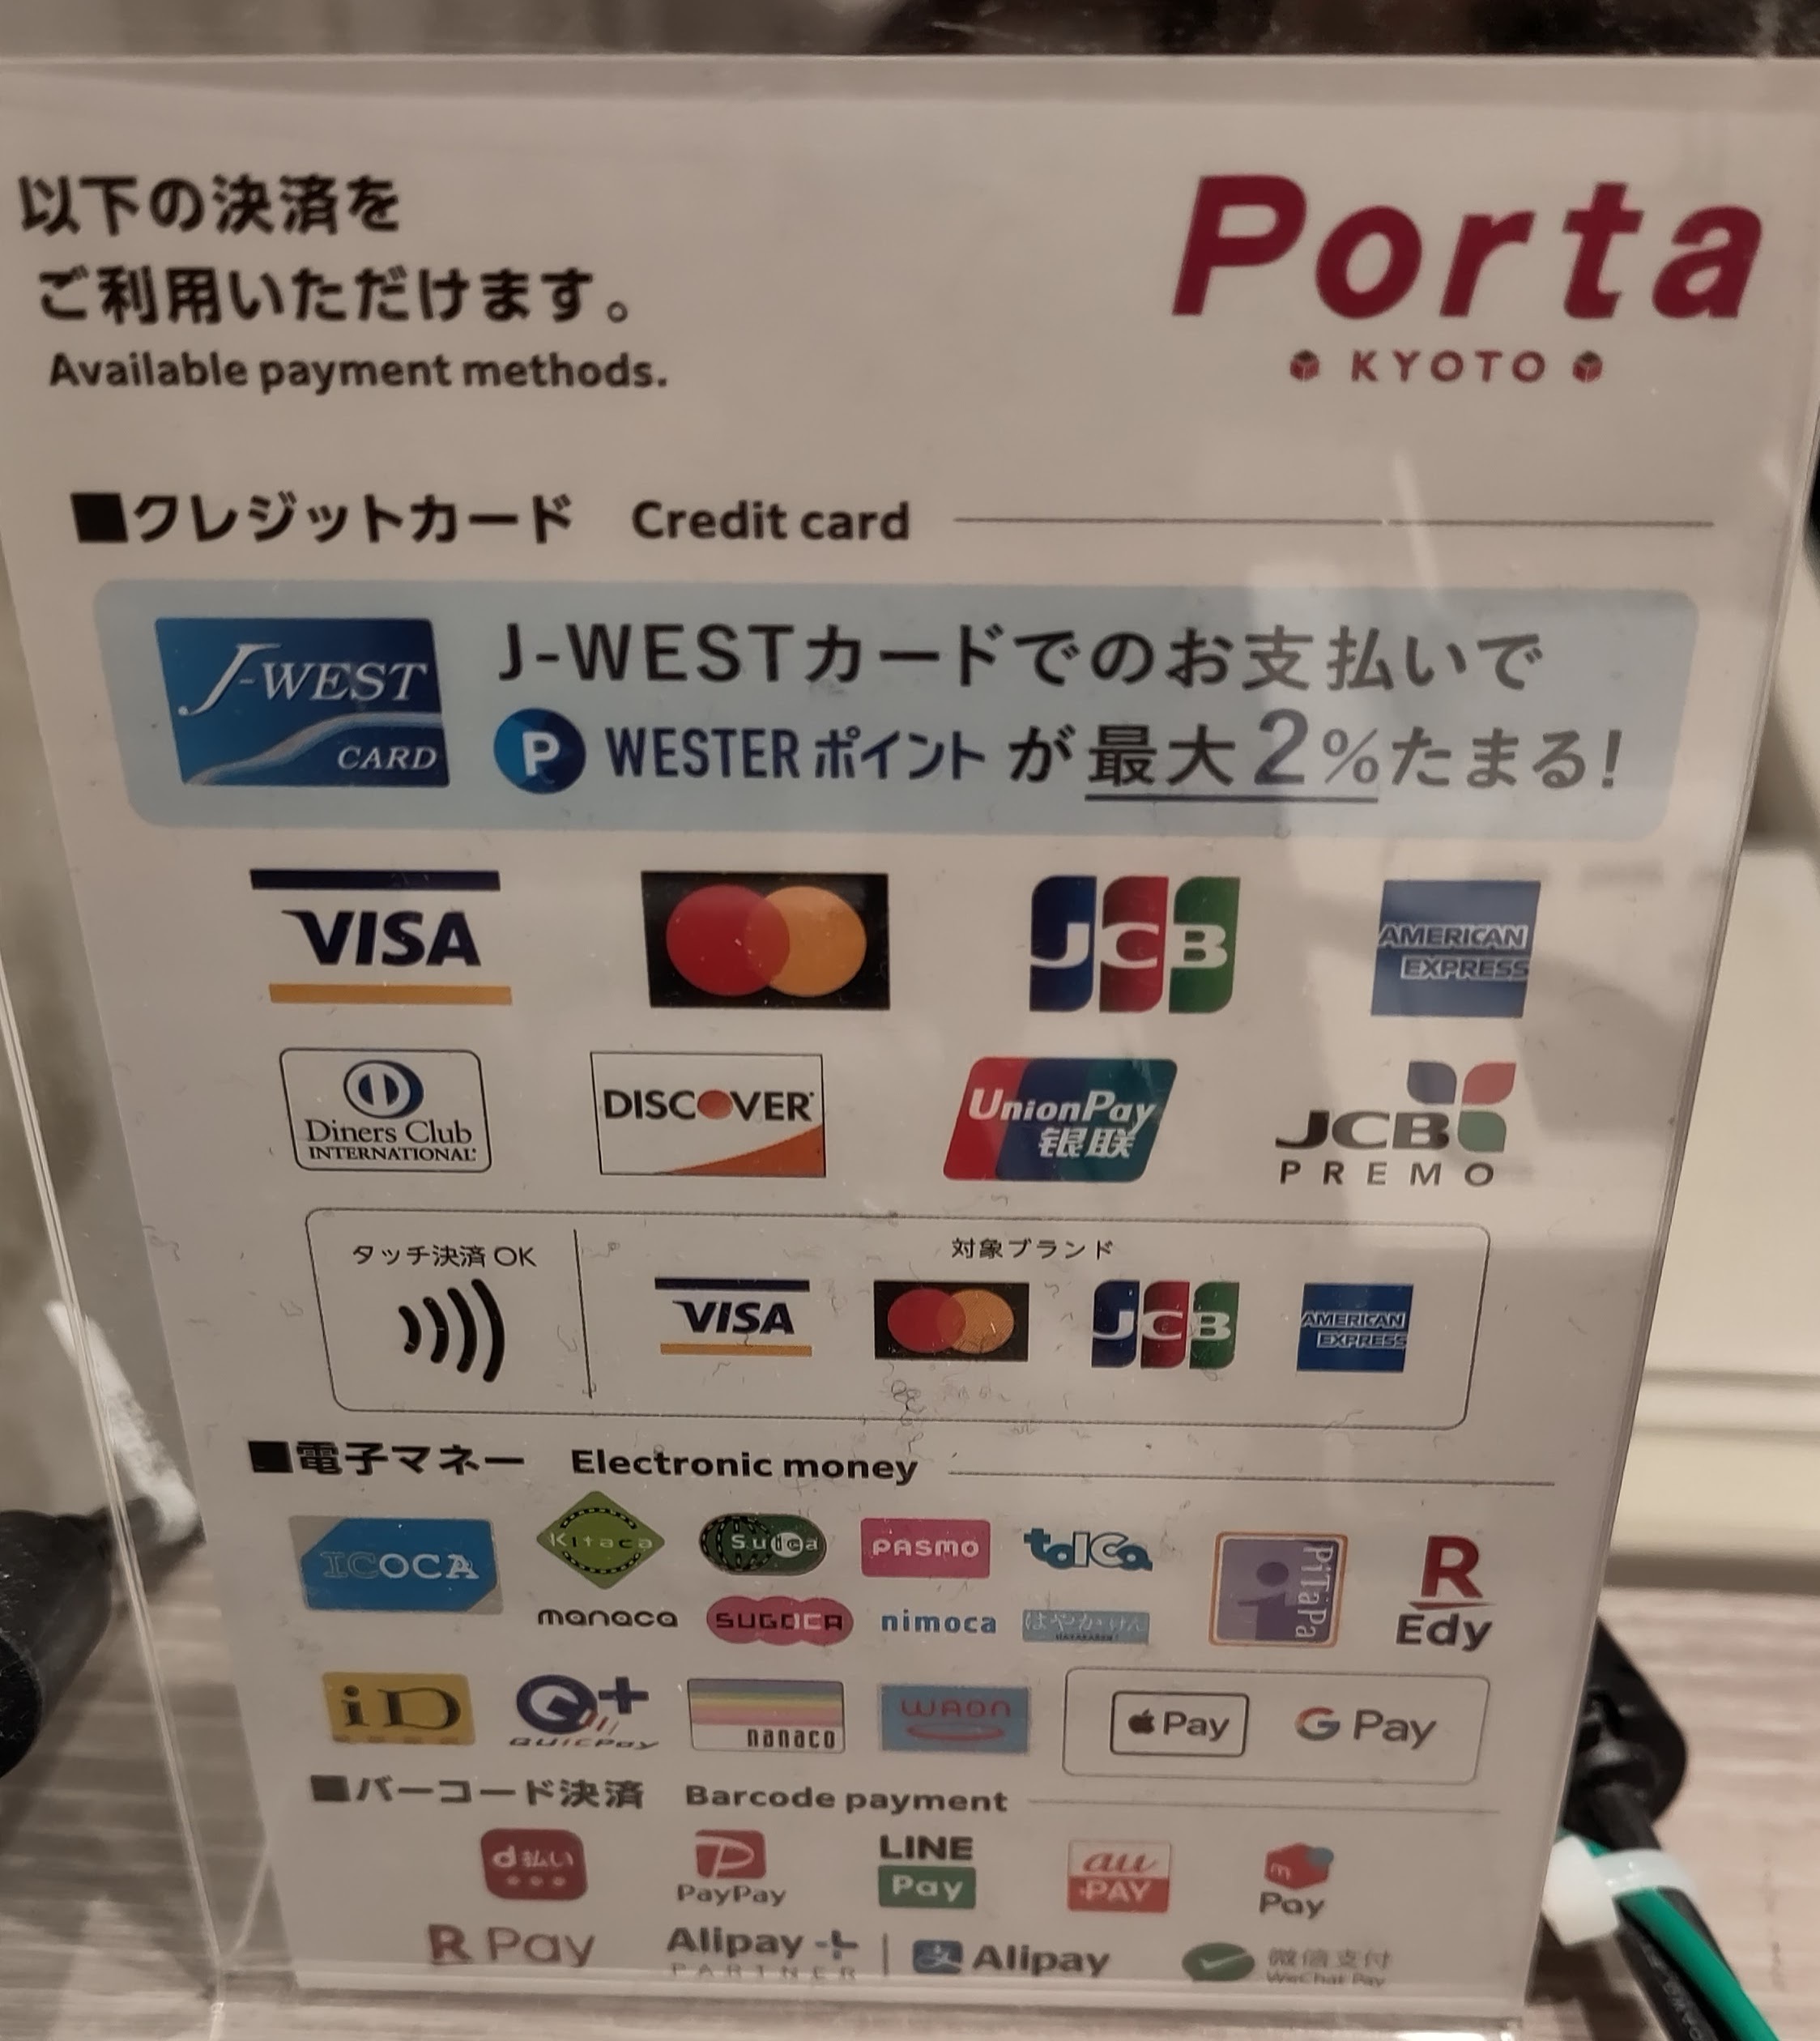 以下の決済を
ご利用いただけます。
Available payment methods.
Porta
KYOTO
■クレジットカード Credit card
J-WEST CARD
J-WESTカードでのお支払いで
P WESTER ポイント が 最大2%たまる!
VISA JCB AMERICAN EXPRESS
Diners Club INTERNATIONAL DISCOVER UnionPay 银联 JCB PREMO
タッチ決済 OK 対象ブランド
VISA JCB AMERICAN EXPRESS
■電子マネー Electronic money
ICOCA Kitaca Suica PASMO toICa PiTaPa R Edy
manaca SUGOCA nimoca はやかけん
iD QUICPay nanaco WAON Pay G Pay
■バーコード決済 Barcode payment
d払い PayPay LINE Pay au PAY m Pay
R Pay Alipay+ PARTNER | 支 Alipay 微信支付 WeChat Pay